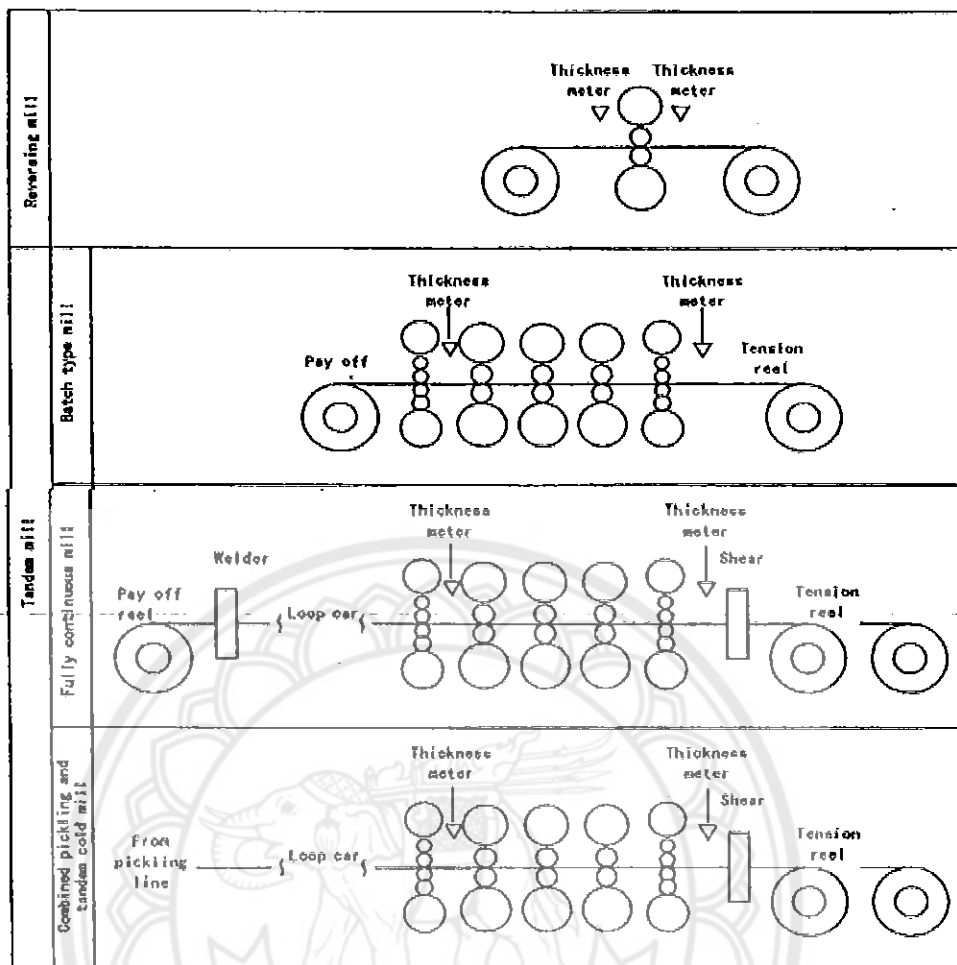 Reversing mill
Thickness meter
Thickness meter
Tandem mill
Batch type mill
Thickness meter
Thickness meter
Pay off
Tension reel
Fully continuous mill
Thickness meter
Thickness meter
Welder
Shear
Pay off reel
Loop car
Tension reel
Combined pickling and tandem cold mill
Thickness meter
Thickness meter
Shear
From pickling line
Loop car
Tension reel